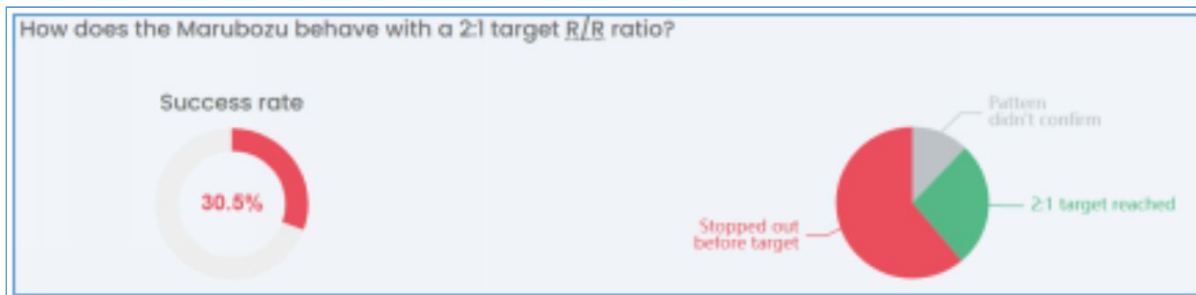 How does the Marubozu behave with a 2:1 target R/R ratio?
Success rate
30.5%
Pattern
didn't confirm
2:1 target reached
Stopped out
before target